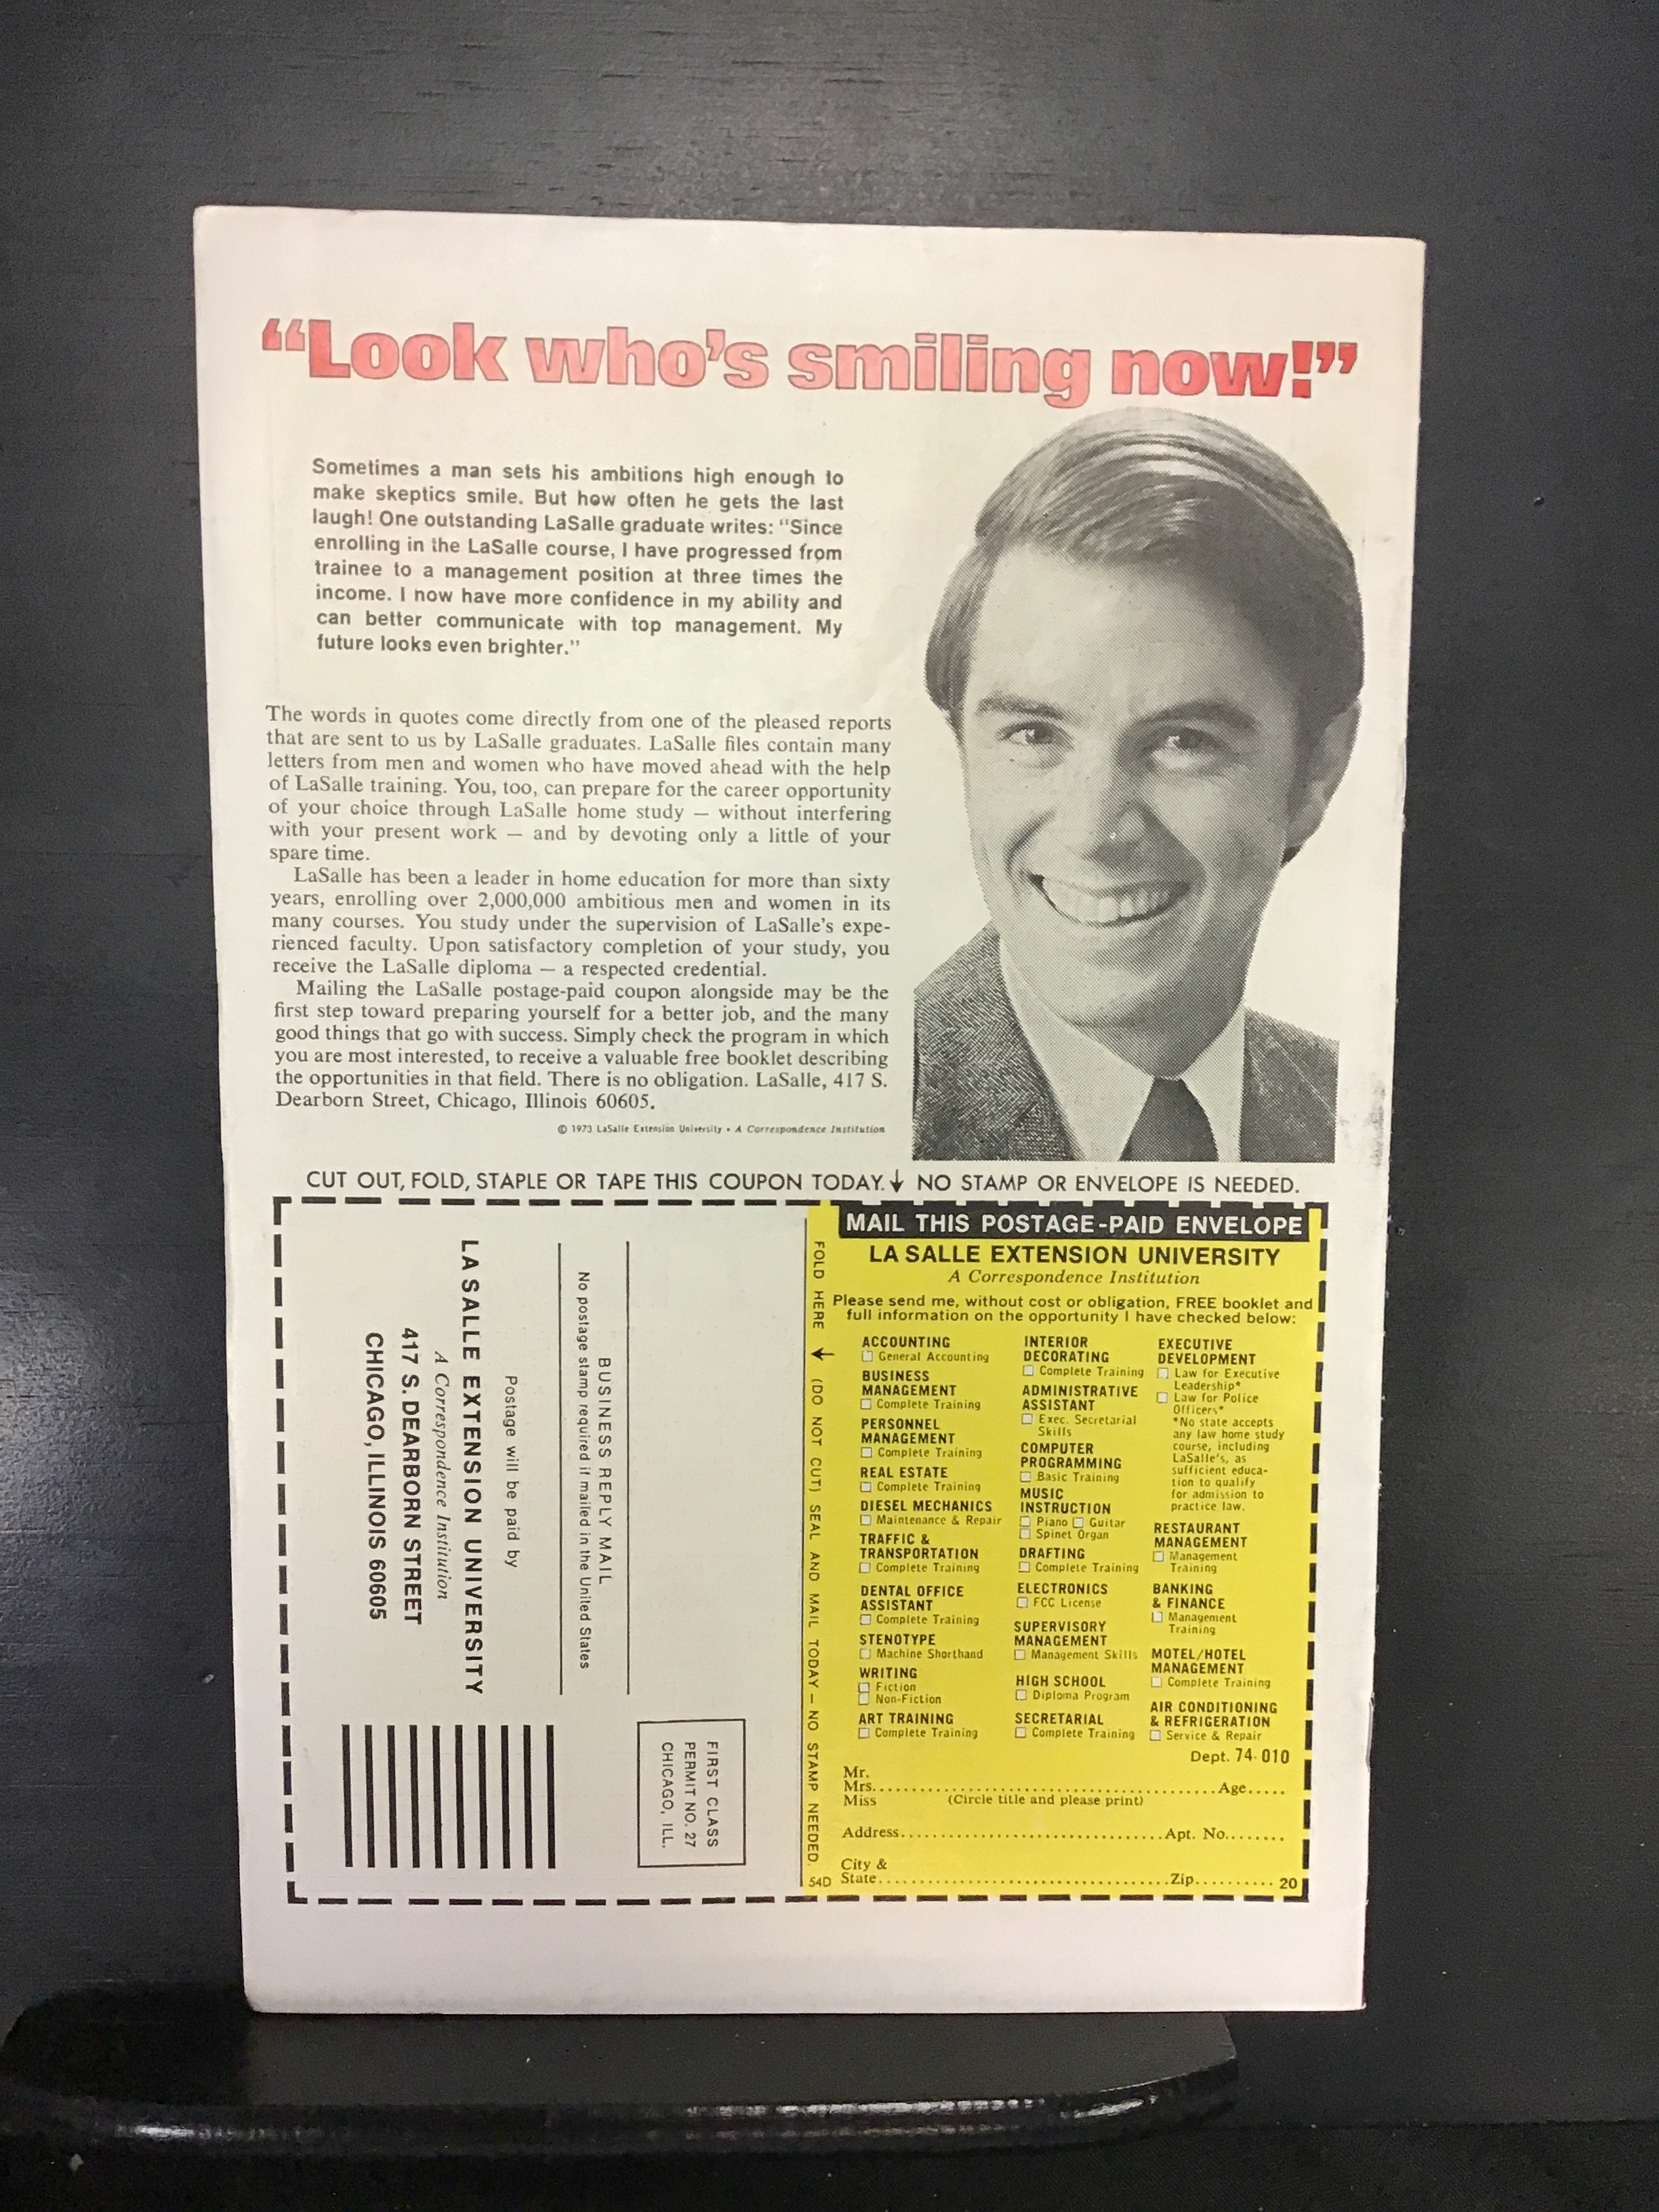 “Look who’s smiling now!”
Sometimes a man sets his ambitions high enough to
make skeptics smile. But how often he gets the last
laugh! One outstanding LaSalle graduate writes: “Since
enrolling in the LaSalle course, I have progressed from
trainee to a management position at three times the
income. I now have more confidence in my ability and
can better communicate with top management. My
future looks even brighter.”
The words in quotes come directly from one of the pleased reports
that are sent to us by LaSalle graduates. LaSalle files contain many
letters from men and women who have moved ahead with the help
of LaSalle training. You, too, can prepare for the career opportunity
of your choice through LaSalle home study — without interfering
with your present work — and by devoting only a little of your
spare time.
LaSalle has been a leader in home education for more than sixty
years, enrolling over 2,000,000 ambitious men and women in its
many courses. You study under the supervision of LaSalle’s expe-
rienced faculty. Upon satisfactory completion of your study, you
receive the LaSalle diploma — a respected credential.
Mailing the LaSalle postage-paid coupon alongside may be the
first step toward preparing yourself for a better job, and the many
good things that go with success. Simply check the program in which
you are most interested, to receive a valuable free booklet describing
the opportunities in that field. There is no obligation. LaSalle, 417 S.
Dearborn Street, Chicago, Illinois 60605.
© 1973 LaSalle Extension University • A Correspondence Institution
CUT OUT, FOLD, STAPLE OR TAPE THIS COUPON TODAY. ↓ NO STAMP OR ENVELOPE IS NEEDED.
FIRST CLASS
PERMIT NO. 27
CHICAGO, ILL.
BUSINESS REPLY MAIL
No postage stamp required if mailed in the United States
Postage will be paid by
LA SALLE EXTENSION UNIVERSITY
A Correspondence Institution
417 S. DEARBORN STREET
CHICAGO, ILLINOIS 60605
FOLD HERE → (DO NOT CUT) SEAL AND MAIL TODAY — NO STAMP NEEDED.
54D
MAIL THIS POSTAGE-PAID ENVELOPE
LA SALLE EXTENSION UNIVERSITY
A Correspondence Institution
Please send me, without cost or obligation, FREE booklet and
full information on the opportunity I have checked below:
ACCOUNTING
☐ General Accounting
BUSINESS
MANAGEMENT
☐ Complete Training
PERSONNEL
MANAGEMENT
☐ Complete Training
REAL ESTATE
☐ Complete Training
DIESEL MECHANICS
☐ Maintenance & Repair
TRAFFIC &
TRANSPORTATION
☐ Complete Training
DENTAL OFFICE
ASSISTANT
☐ Complete Training
STENOTYPE
☐ Machine Shorthand
WRITING
☐ Fiction
☐ Non-Fiction
ART TRAINING
☐ Complete Training
INTERIOR
DECORATING
☐ Complete Training
ADMINISTRATIVE
ASSISTANT
☐ Exec. Secretarial
Skills
COMPUTER
PROGRAMMING
☐ Basic Training
MUSIC
INSTRUCTION
☐ Piano ☐ Guitar
☐ Spinet Organ
DRAFTING
☐ Complete Training
ELECTRONICS
☐ FCC License
SUPERVISORY
MANAGEMENT
☐ Management Skills
HIGH SCHOOL
☐ Diploma Program
SECRETARIAL
☐ Complete Training
EXECUTIVE
DEVELOPMENT
☐ Law for Executive
Leadership*
☐ Law for Police
Officers*
*No state accepts
any law home study
course, including
LaSalle’s, as
sufficient educa-
tion to qualify
for admission to
practice law.
RESTAURANT
MANAGEMENT
☐ Management
Training
BANKING
& FINANCE
☐ Management
Training
MOTEL/HOTEL
MANAGEMENT
☐ Complete Training
AIR CONDITIONING
& REFRIGERATION
☐ Service & Repair
Dept. 74-010
Mr.
Mrs. Age
Miss (Circle title and please print)
Address Apt. No.
City &
State Zip 20